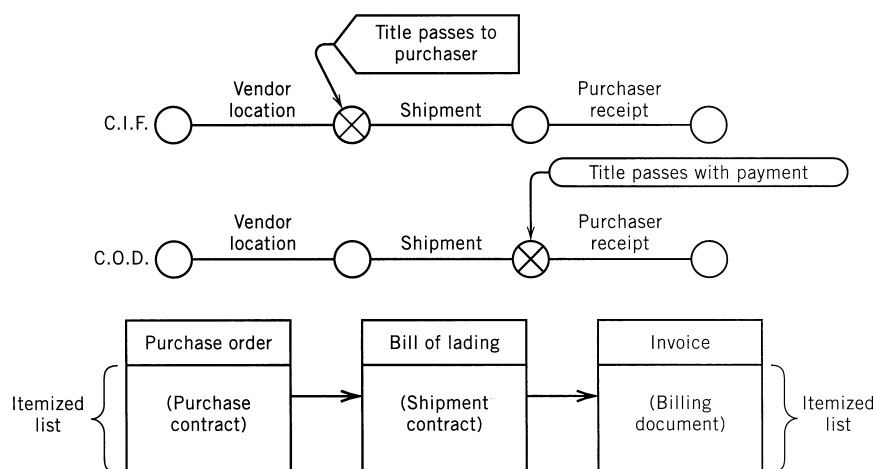 Title passes to
purchaser
Vendor
location
Shipment
Purchaser
receipt
C.I.F.
Title passes with payment
Vendor
location
Shipment
Purchaser
receipt
C.O.D.
Purchase order
Bill of lading
Invoice
Itemized
list
(Purchase
contract)
(Shipment
contract)
(Billing
document)
Itemized
list